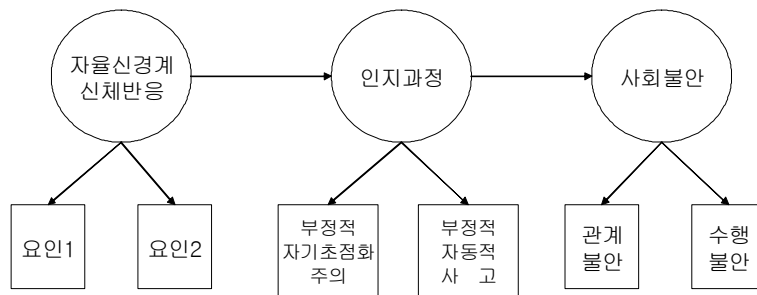 자율신경계
신체반응
인지과정
사회불안
요인1
요인2
부정적
자기초점화
주의
부정적
자동적
사 고
관계
불안
수행
불안